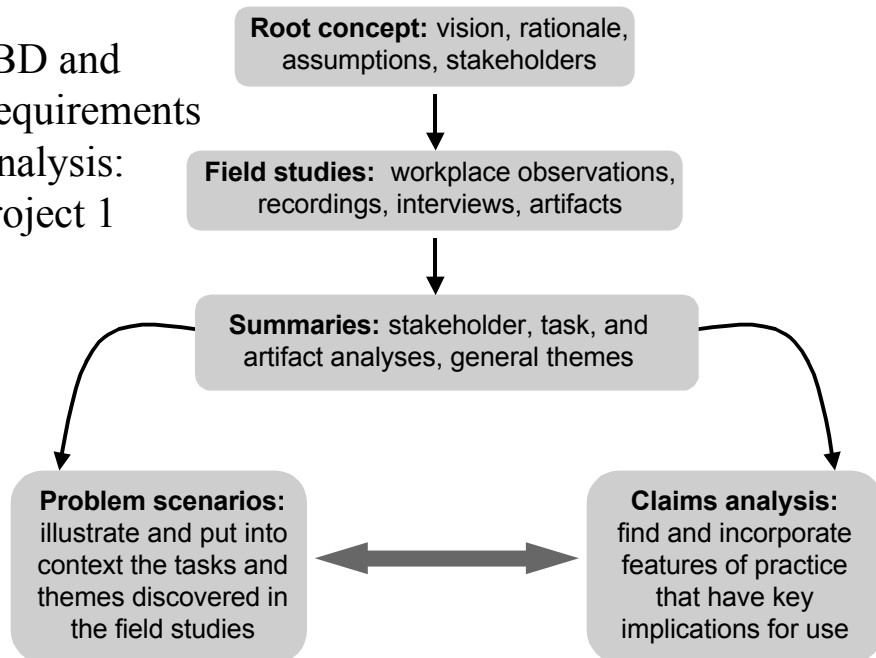 BD and
equirements
nalysis:
roject 1
Root concept: vision, rationale,
assumptions, stakeholders
Field studies: workplace observations,
recordings, interviews, artifacts
Summaries: stakeholder, task, and
artifact analyses, general themes
Problem scenarios:
illustrate and put into
context the tasks and
themes discovered in
the field studies
Claims analysis:
find and incorporate
features of practice
that have key
implications for use